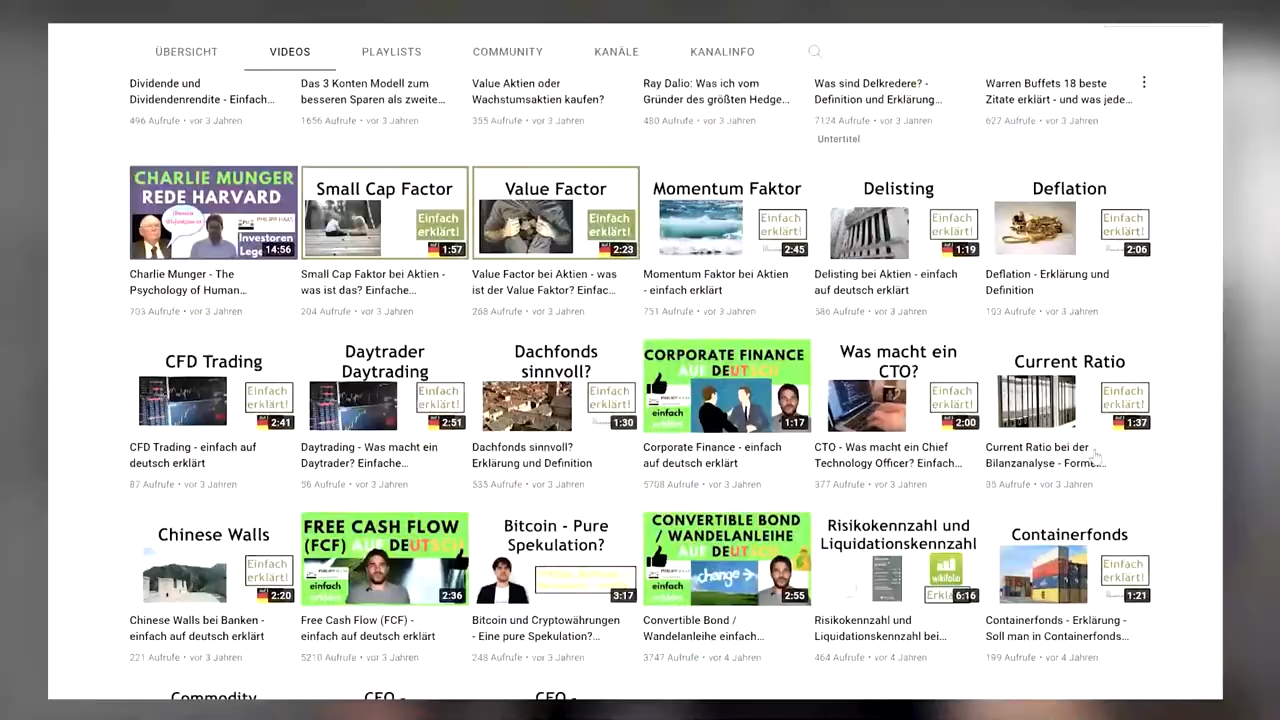 ÜBERSICHT VIDEOS PLAYLISTS COMMUNITY KANÄLE KANALINFO
Dividende und
Dividendenrendite - Einfach...
496 Aufrufe • vor 3 Jahren
Das 3 Konten Modell zum
besseren Sparen als zweite...
1656 Aufrufe • vor 3 Jahren
Value Aktien oder
Wachstumsaktien kaufen?
355 Aufrufe • vor 3 Jahren
Ray Dalio: Was ich vom
Gründer des größten Hedge...
480 Aufrufe • vor 3 Jahren
Was sind Delkredere? -
Definition und Erklärung...
7124 Aufrufe • vor 3 Jahren
Untertitel
Warren Buffets 18 beste
Zitate erklärt - und was jede...
627 Aufrufe • vor 3 Jahren
CHARLIE MUNGER
REDE HARVARD
Investoren
14:56
Charlie Munger - The
Psychology of Human...
703 Aufrufe • vor 3 Jahren
Small Cap Factor
Einfach
erklärt!
1:57
Small Cap Faktor bei Aktien -
was ist das? Einfache...
204 Aufrufe • vor 3 Jahren
Value Factor
Einfach
erklärt!
2:23
Value Factor bei Aktien - was
ist der Value Faktor? Einfac...
268 Aufrufe • vor 3 Jahren
Momentum Faktor
Einfach
erklärt!
2:45
Momentum Faktor bei Aktien
- einfach erklärt
751 Aufrufe • vor 3 Jahren
Delisting
Einfach
erklärt!
1:19
Delisting bei Aktien - einfach
auf deutsch erklärt
586 Aufrufe • vor 3 Jahren
Deflation
Einfach
erklärt!
2:06
Deflation - Erklärung und
Definition
193 Aufrufe • vor 3 Jahren
CFD Trading
Einfach
erklärt!
2:41
CFD Trading - einfach auf
deutsch erklärt
87 Aufrufe • vor 3 Jahren
Daytrader
Daytrading
Einfach
erklärt!
2:51
Daytrading - Was macht ein
Daytrader? Einfache...
56 Aufrufe • vor 3 Jahren
Dachfonds
sinnvoll?
Einfach
erklärt!
1:30
Dachfonds sinnvoll?
Erklärung und Definition
535 Aufrufe • vor 3 Jahren
CORPORATE FINANCE
AUF DEUTSCH
einfach
erklärt
1:17
Corporate Finance - einfach
auf deutsch erklärt
5708 Aufrufe • vor 3 Jahren
Was macht ein
CTO?
Einfach
erklärt!
2:00
CTO - Was macht ein Chief
Technology Officer? Einfach...
377 Aufrufe • vor 3 Jahren
Current Ratio
Einfach
erklärt!
1:37
Current Ratio bei der
Bilanzanalyse - Forme...
Aufrufe • vor 3 Jahren
Chinese Walls
Einfach
erklärt!
2:20
Chinese Walls bei Banken -
einfach auf deutsch erklärt
221 Aufrufe • vor 3 Jahren
FREE CASH FLOW
(FCF) AUF DEUTSCH
einfach
erklärt
2:36
Free Cash Flow (FCF) -
einfach auf deutsch erklärt
5210 Aufrufe • vor 3 Jahren
Bitcoin - Pure
Spekulation?
3:17
Bitcoin und Cryptowährungen
- Eine pure Spekulation?...
248 Aufrufe • vor 3 Jahren
CONVERTIBLE BOND
/ WANDELANLEIHE
AUF DEUTSCH
change
einfach
erklärt
2:55
Convertible Bond /
Wandelanleihe einfach...
3747 Aufrufe • vor 4 Jahren
Risikokennzahl und
Liquidationskennzahl
wikifolio
Erklä
6:16
Risikokennzahl und
Liquidationskennzahl bei...
464 Aufrufe • vor 4 Jahren
Containerfonds
Einfach
erklärt!
1:21
Containerfonds - Erklärung -
Soll man in Containerfonds...
199 Aufrufe • vor 4 Jahren
Commodity